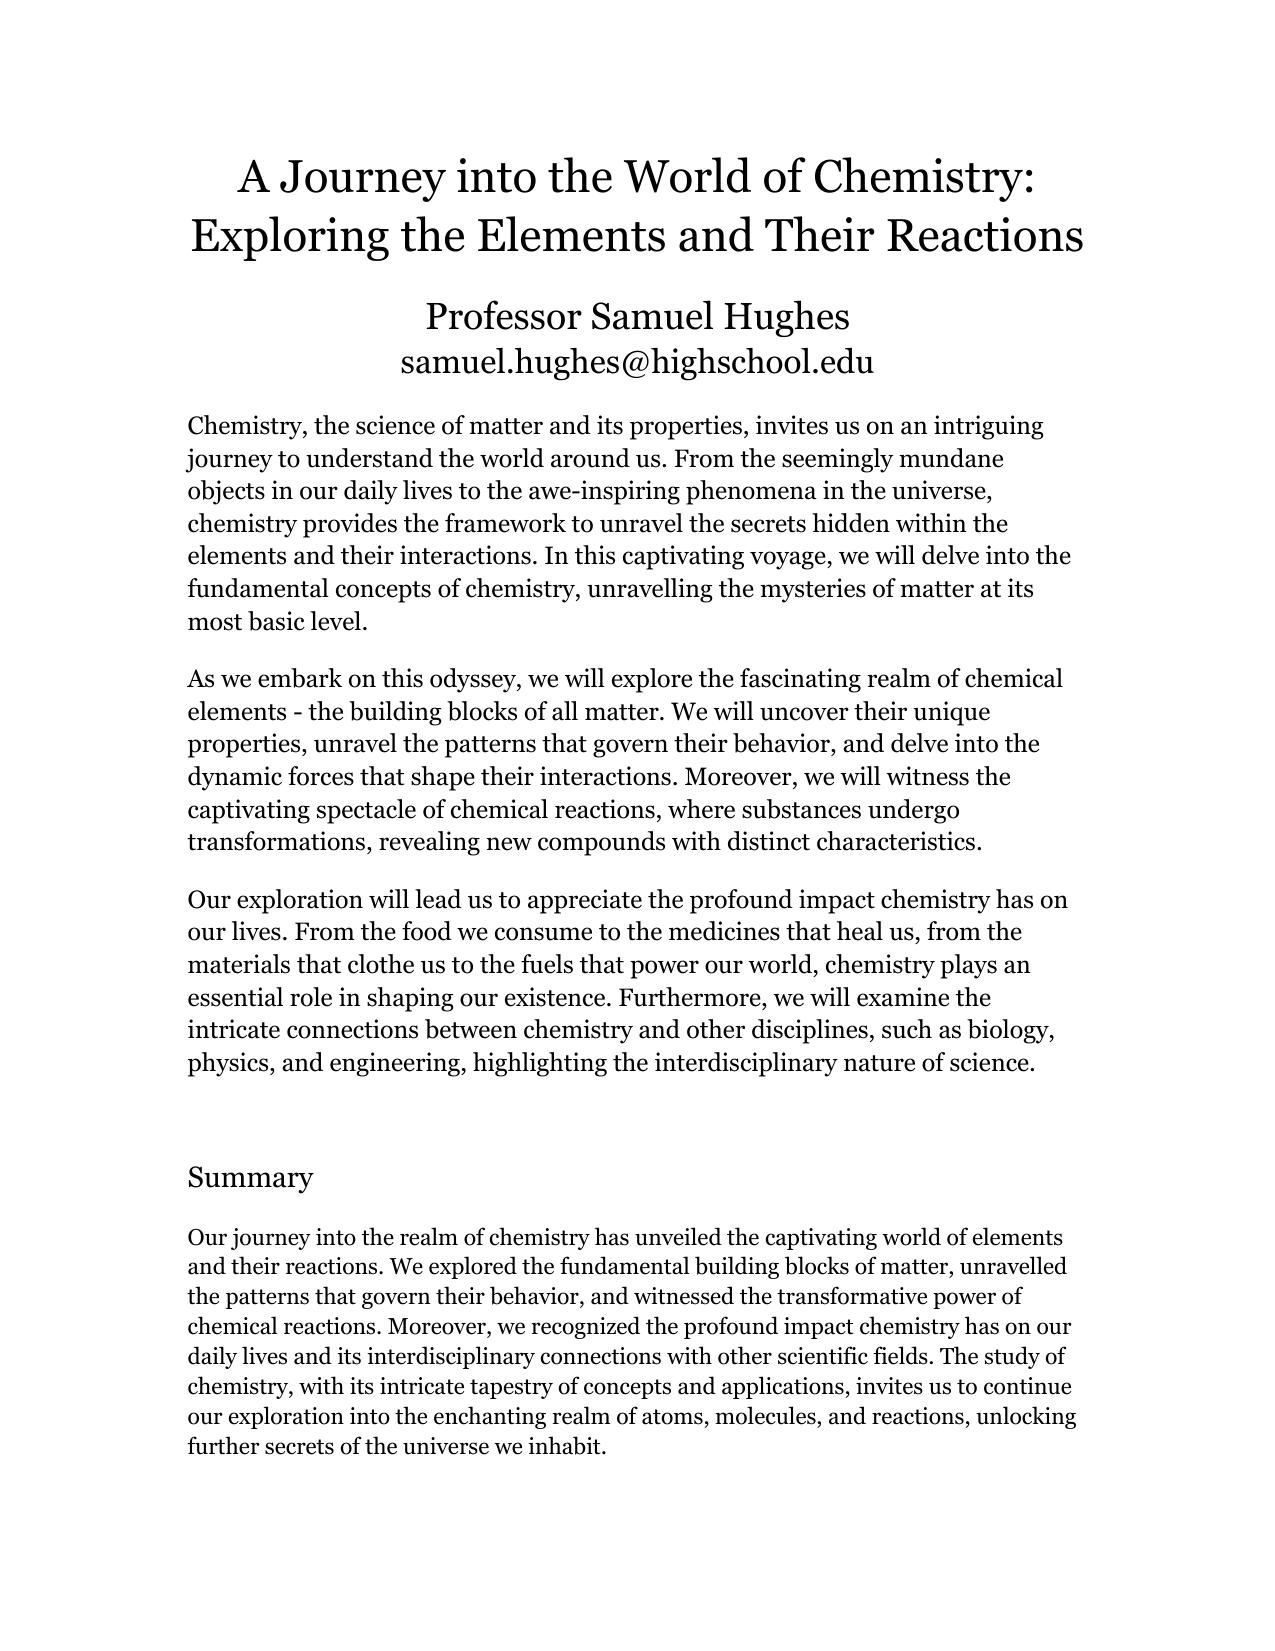 A Journey into the World of Chemistry:
Exploring the Elements and Their Reactions
Professor Samuel Hughes
samuel.hughes@highschool.edu
Chemistry, the science of matter and its properties, invites us on an intriguing
journey to understand the world around us. From the seemingly mundane
objects in our daily lives to the awe-inspiring phenomena in the universe,
chemistry provides the framework to unravel the secrets hidden within the
elements and their interactions. In this captivating voyage, we will delve into the
fundamental concepts of chemistry, unravelling the mysteries of matter at its
most basic level.
As we embark on this odyssey, we will explore the fascinating realm of chemical
elements - the building blocks of all matter. We will uncover their unique
properties, unravel the patterns that govern their behavior, and delve into the
dynamic forces that shape their interactions. Moreover, we will witness the
captivating spectacle of chemical reactions, where substances undergo
transformations, revealing new compounds with distinct characteristics.
Our exploration will lead us to appreciate the profound impact chemistry has on
our lives. From the food we consume to the medicines that heal us, from the
materials that clothe us to the fuels that power our world, chemistry plays an
essential role in shaping our existence. Furthermore, we will examine the
intricate connections between chemistry and other disciplines, such as biology,
physics, and engineering, highlighting the interdisciplinary nature of science.
Summary
Our journey into the realm of chemistry has unveiled the captivating world of elements
and their reactions. We explored the fundamental building blocks of matter, unravelled
the patterns that govern their behavior, and witnessed the transformative power of
chemical reactions. Moreover, we recognized the profound impact chemistry has on our
daily lives and its interdisciplinary connections with other scientific fields. The study of
chemistry, with its intricate tapestry of concepts and applications, invites us to continue
our exploration into the enchanting realm of atoms, molecules, and reactions, unlocking
further secrets of the universe we inhabit.